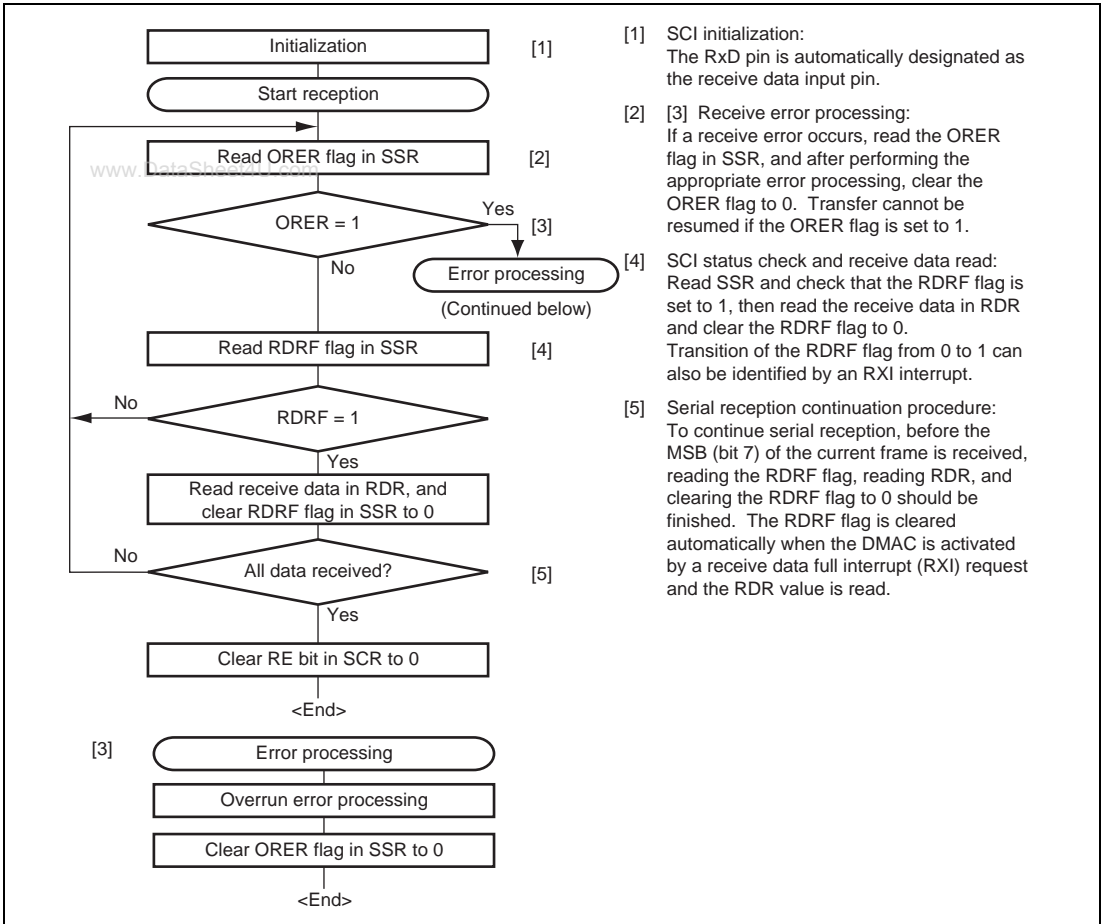 Initialization [1]
Start reception
Read ORER flag in SSR [2]
www.DataSheet4U.com
ORER = 1
Yes
[3]
No
Error processing
(Continued below)
Read RDRF flag in SSR [4]
No
RDRF = 1
Yes
Read receive data in RDR, and
clear RDRF flag in SSR to 0
No
All data received? [5]
Yes
Clear RE bit in SCR to 0
<End>
[3] Error processing
Overrun error processing
Clear ORER flag in SSR to 0
<End>
[1] SCI initialization:
The RxD pin is automatically designated as
the receive data input pin.
[2] [3] Receive error processing:
If a receive error occurs, read the ORER
flag in SSR, and after performing the
appropriate error processing, clear the
ORER flag to 0. Transfer cannot be
resumed if the ORER flag is set to 1.
[4] SCI status check and receive data read:
Read SSR and check that the RDRF flag is
set to 1, then read the receive data in RDR
and clear the RDRF flag to 0.
Transition of the RDRF flag from 0 to 1 can
also be identified by an RXI interrupt.
[5] Serial reception continuation procedure:
To continue serial reception, before the
MSB (bit 7) of the current frame is received,
reading the RDRF flag, reading RDR, and
clearing the RDRF flag to 0 should be
finished. The RDRF flag is cleared
automatically when the DMAC is activated
by a receive data full interrupt (RXI) request
and the RDR value is read.